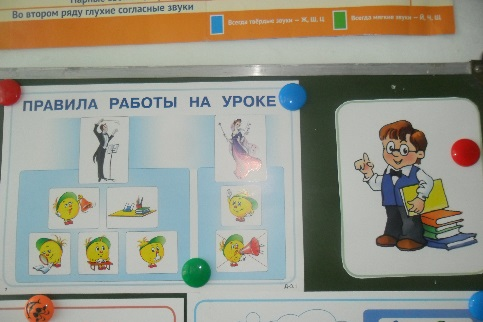 Во втором ряду глухие согласные звуки
Всегда твёрдые звуки – Ж, Ш, Ц
Всегда мягкие звуки – Й, Ч, Щ
ПРАВИЛА РАБОТЫ НА УРОКЕ